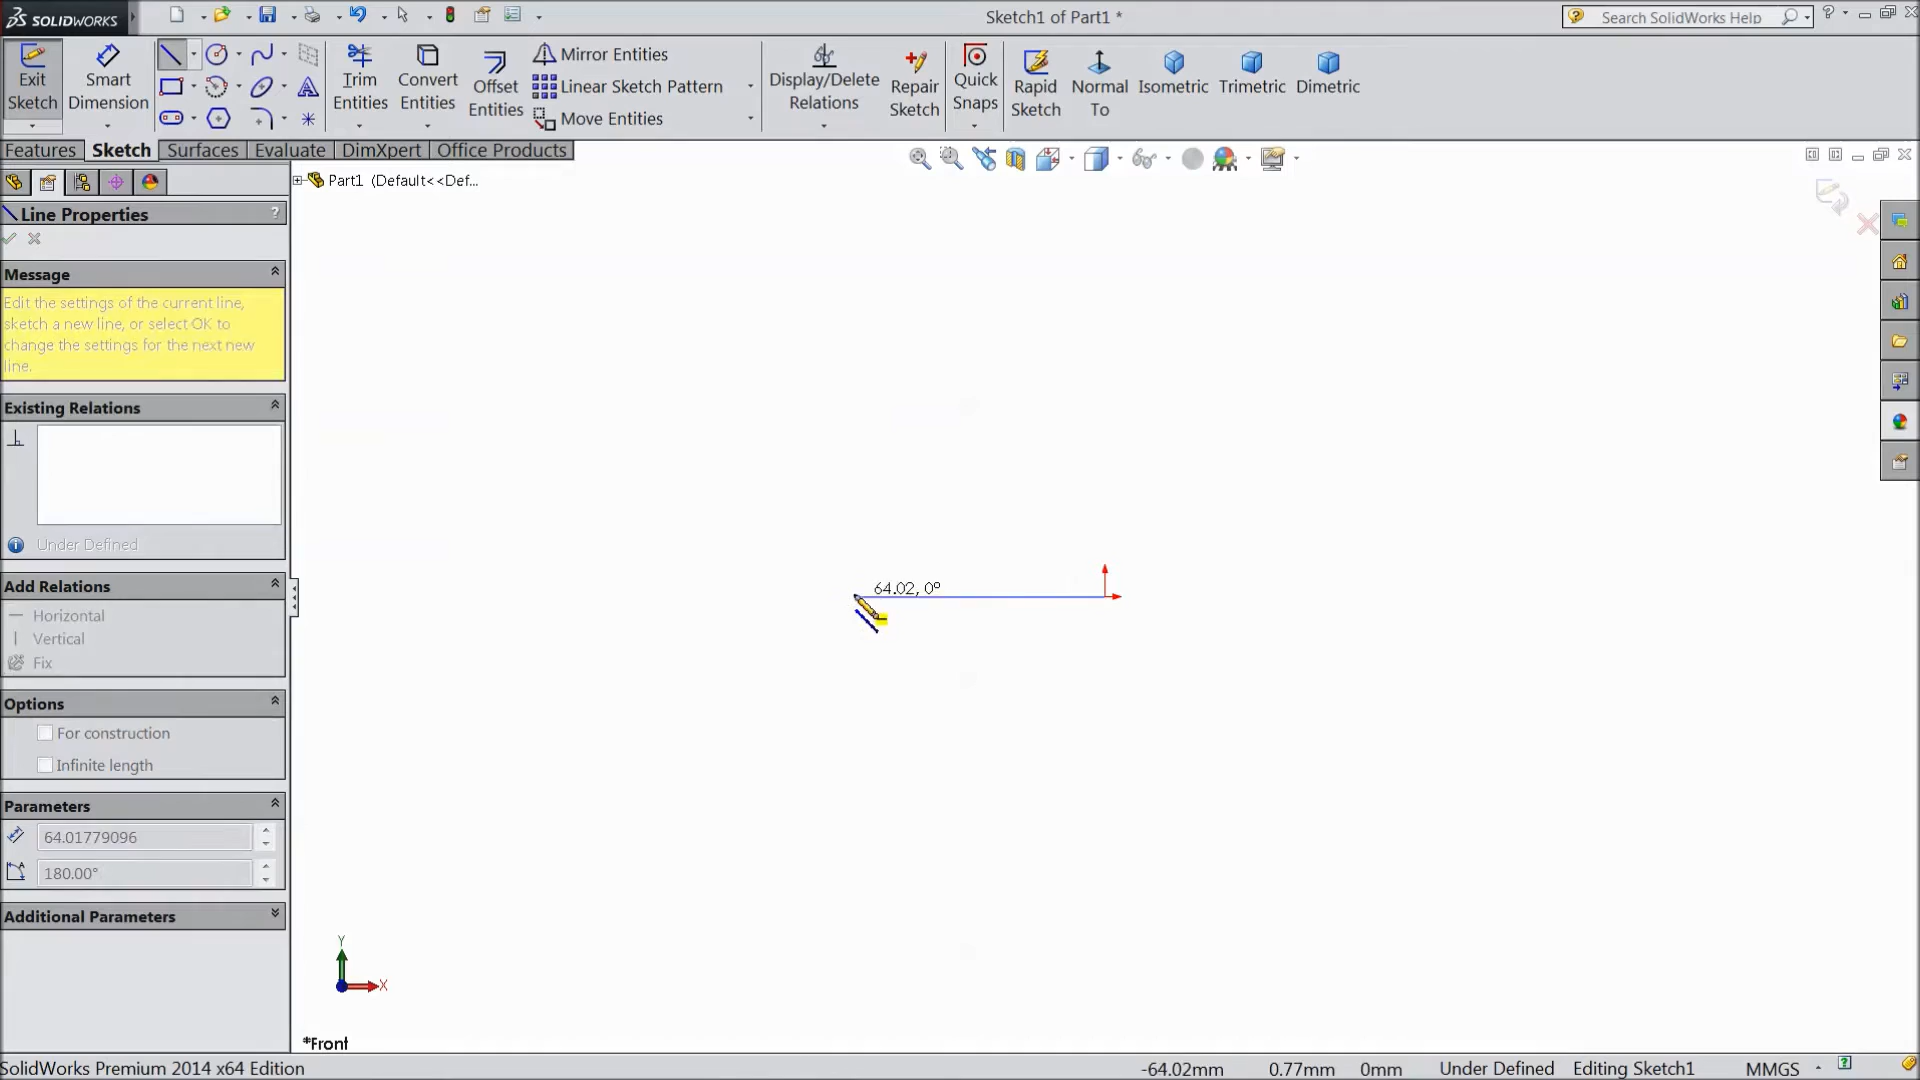 SOLIDWORKS
Sketch1 of Part1 *
Search SolidWorks Help
Exit Sketch
Smart Dimension
Trim Entities
Convert Entities
Offset Entities
Mirror Entities
Linear Sketch Pattern
Move Entities
Display/Delete Relations
Repair Sketch
Quick Snaps
Rapid Sketch
Normal To
Isometric
Trimetric
Dimetric
Features
Sketch
Surfaces
Evaluate
DimXpert
Office Products
Part1 (Default<<Def...
Line Properties
?
Message
Edit the settings of the current line,
sketch a new line, or select OK to
change the settings for the next new
line.
Existing Relations
Under Defined
Add Relations
Horizontal
Vertical
Fix
Options
For construction
Infinite length
Parameters
64.01779096
180.00°
Additional Parameters
64.02, 0°
Y
X
*Front
SolidWorks Premium 2014 x64 Edition
-64.02mm
0.77mm
0mm
Under Defined
Editing Sketch1
MMGS